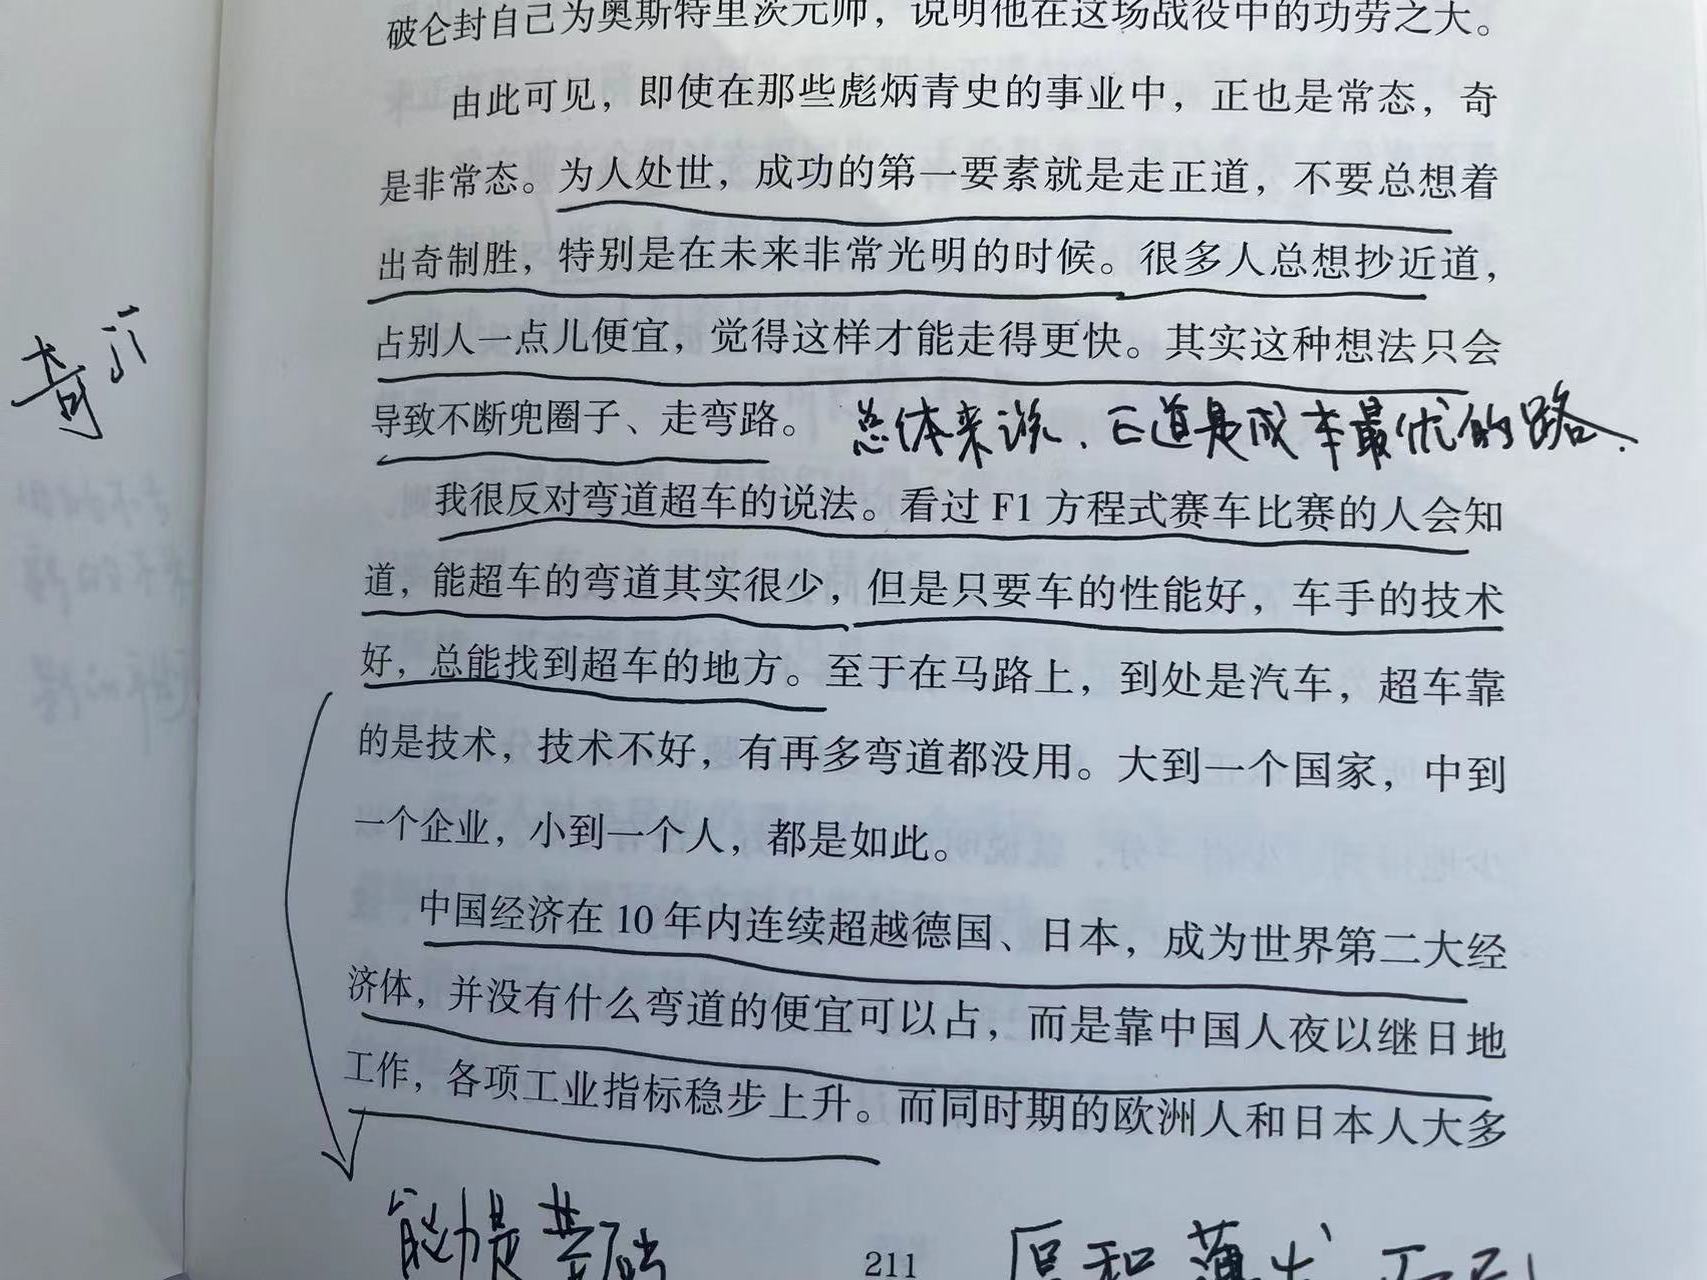 破仑封自己为奥斯特里茨元帅，说明他在这场战役中的功劳之大。
由此可见，即使在那些彪炳青史的事业中，正也是常态，奇
是非常态。为人处世，成功的第一要素就是走正道，不要总想着
出奇制胜，特别是在未来非常光明的时候。很多人总想抄近道，
占别人一点儿便宜，觉得这样才能走得更快。其实这种想法只会
导致不断兜圈子、走弯路。
总体来说、正道是成本最优的路.
我很反对弯道超车的说法。看过 F1 方程式赛车比赛的人会知
道，能超车的弯道其实很少，但是只要车的性能好，车手的技术
好，总能找到超车的地方。至于在马路上，到处是汽车，超车靠
的是技术，技术不好，有再多弯道都没用。大到一个国家，中到
一个企业，小到一个人，都是如此。
中国经济在 10 年内连续超越德国、日本，成为世界第二大经
济体，并没有什么弯道的便宜可以占，而是靠中国人夜以继日地
工作，各项工业指标稳步上升。而同时期的欧洲人和日本人大多
能力是基础
厚积薄发
211
奇